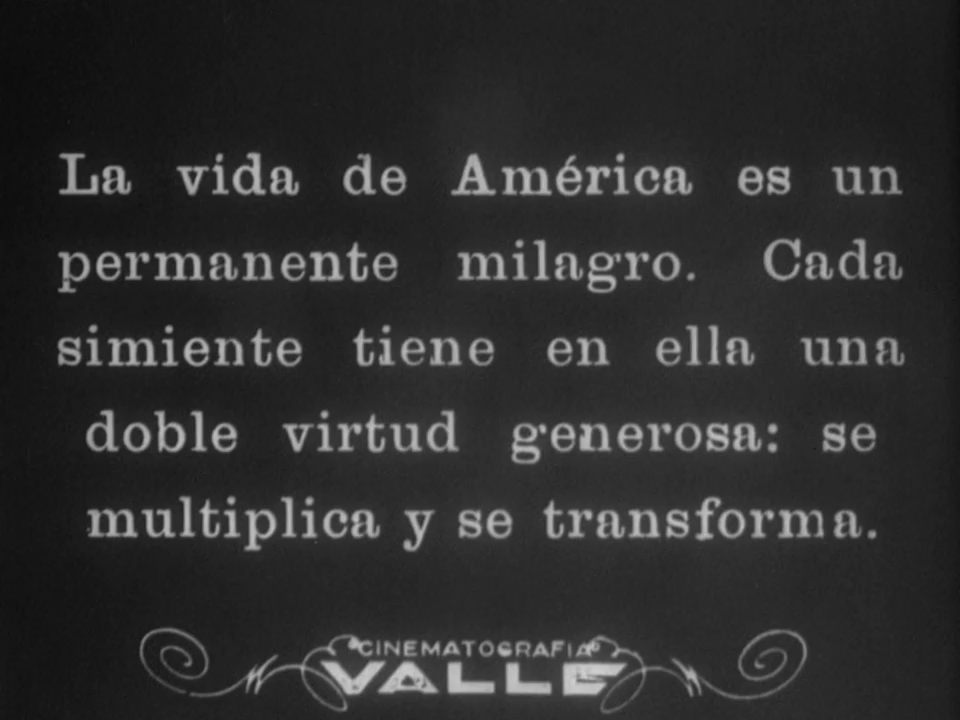 La vida de América es un
permanente milagro. Cada
simiente tiene en ella una
doble virtud generosa: se
multiplica y se transforma.
CINEMATOGRAFIA
VALLE